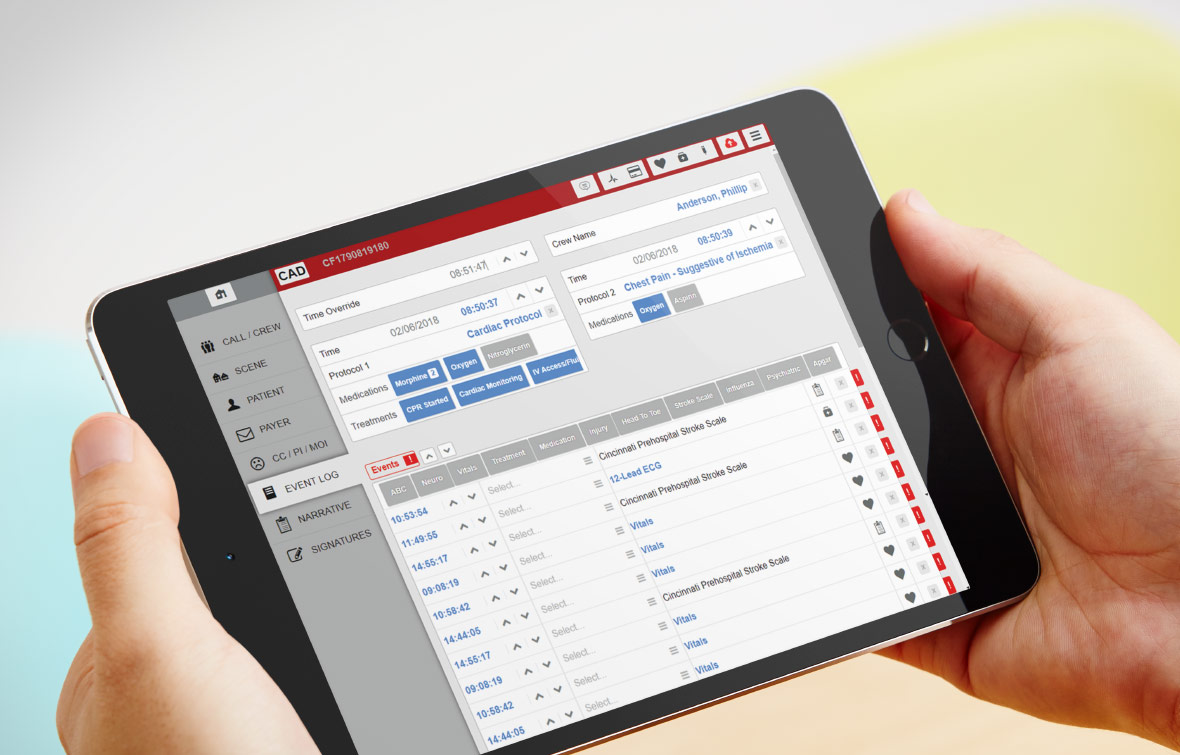 CAD CF1790819180
CALL / CREW
SCENE
PATIENT
PAYER
CC / PI / MOI
EVENT LOG
NARRATIVE
SIGNATURES
Time Override 08:51:47
Crew Name Anderson, Phillip x
Time 02/06/2018 08:50:37
Protocol 1 Cardiac Protocol x
Medications Morphine 2 Oxygen Nitroglycerin
Treatments CPR Started Cardiac Monitoring IV Access/Flui
Time 02/06/2018 08:50:39
Protocol 2 Chest Pain - Suggestive of Ischemia x
Medications Oxygen Aspirin
Events !
ABC Neuro Vitals Treatment Medication Injury Head To Toe Stroke Scale Influenza Psychiatric Apgar
10:53:54 Select... Cincinnati Prehospital Stroke Scale x !
11:49:55 Select... 12-Lead ECG x !
14:55:17 Select... Cincinnati Prehospital Stroke Scale x !
09:08:19 Select... Vitals x !
10:58:42 Select... Vitals x !
14:44:05 Select... Vitals x !
14:55:17 Select... Cincinnati Prehospital Stroke Scale x !
09:08:19 Select... Vitals x !
10:58:42 Select... Vitals x !
14:44:05 Select... Vitals x !